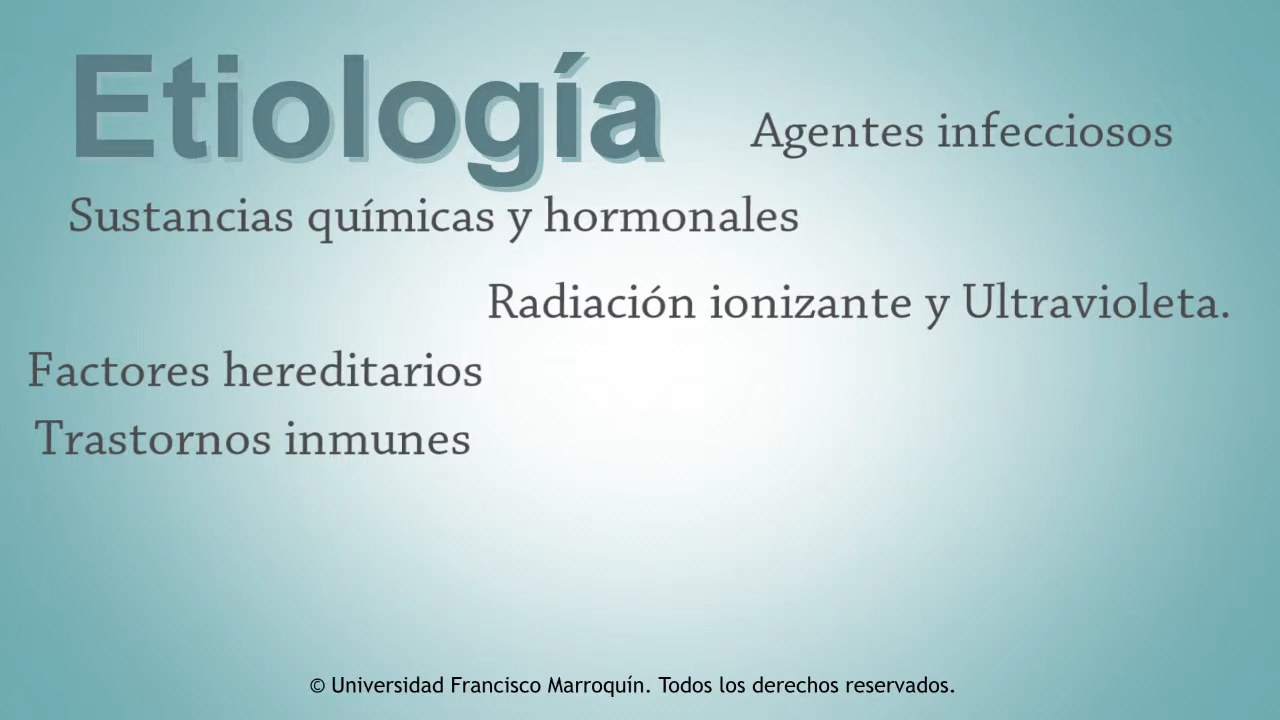 Etiología
Agentes infecciosos
Sustancias químicas y hormonales
Radiación ionizante y Ultravioleta.
Factores hereditarios
Trastornos inmunes
© Universidad Francisco Marroquín. Todos los derechos reservados.